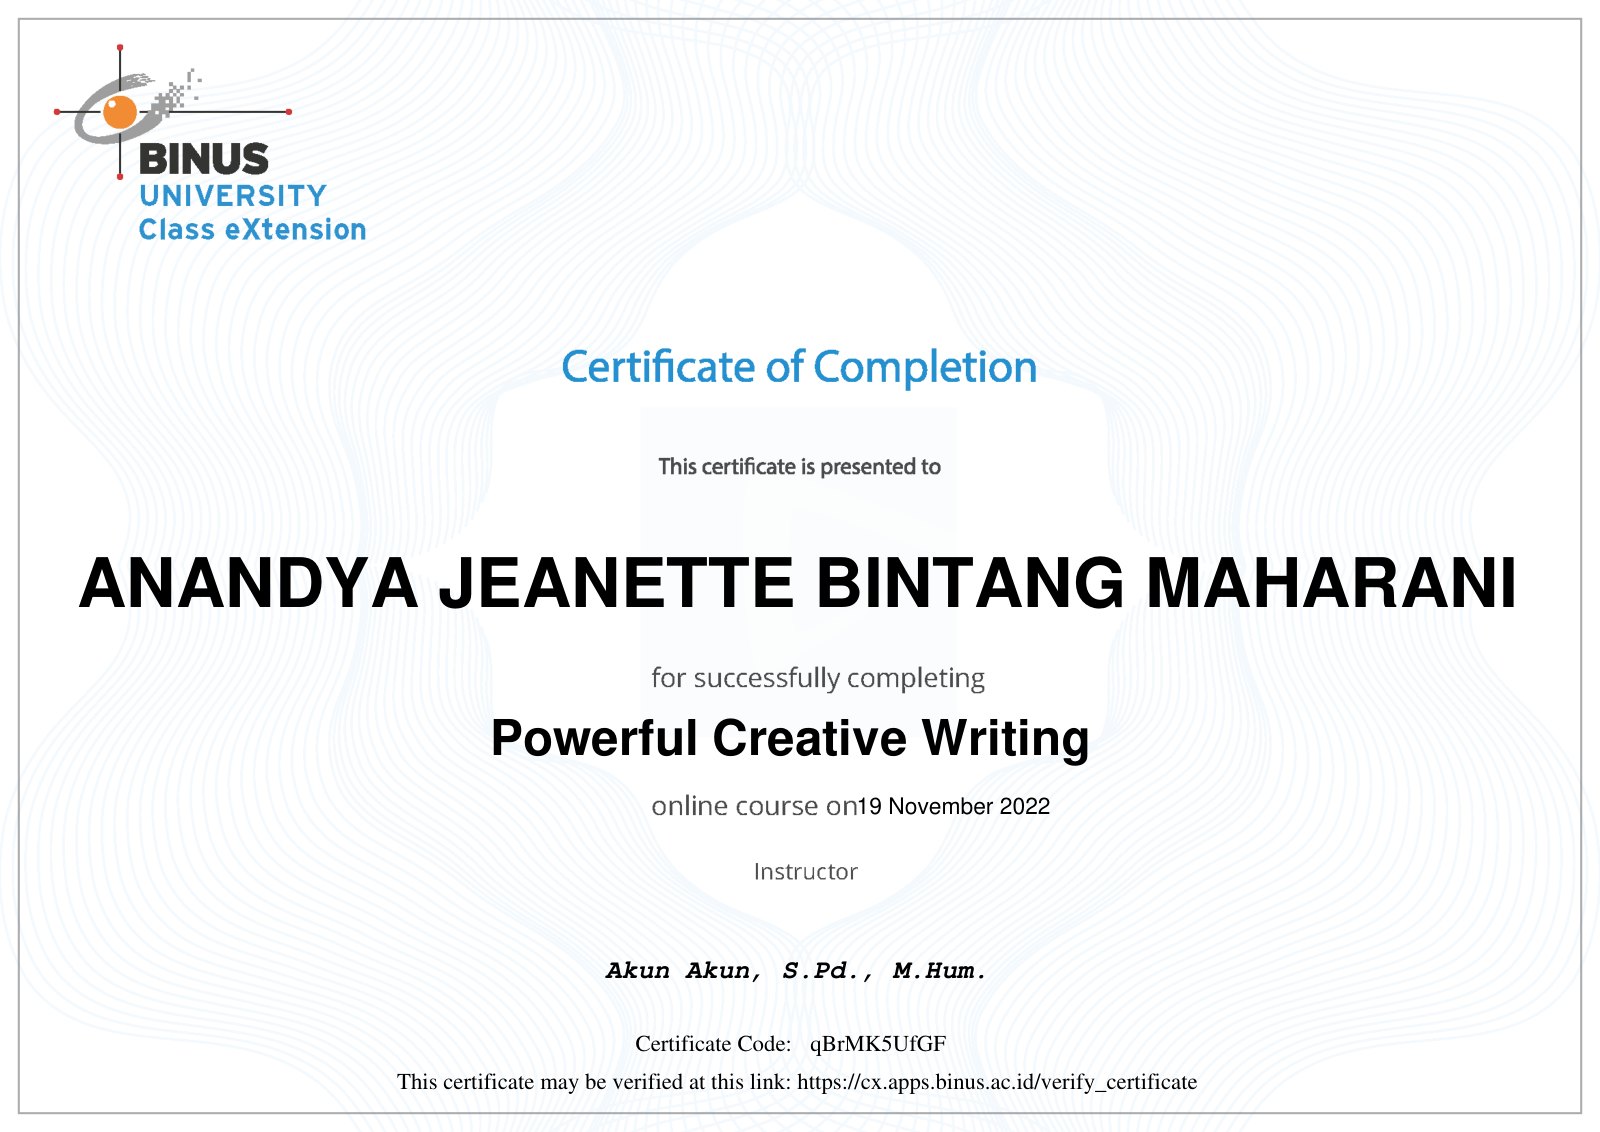 BINUS
UNIVERSITY
Class eXtension
Certificate of Completion
This certificate is presented to
ANANDYA JEANETTE BINTANG MAHARANI
for successfully completing
Powerful Creative Writing
online course on19 November 2022
Instructor
Akun Akun, S.Pd., M.Hum.
Certificate Code: qBrMK5UfGF
This certificate may be verified at this link: https://cx.apps.binus.ac.id/verify_certificate